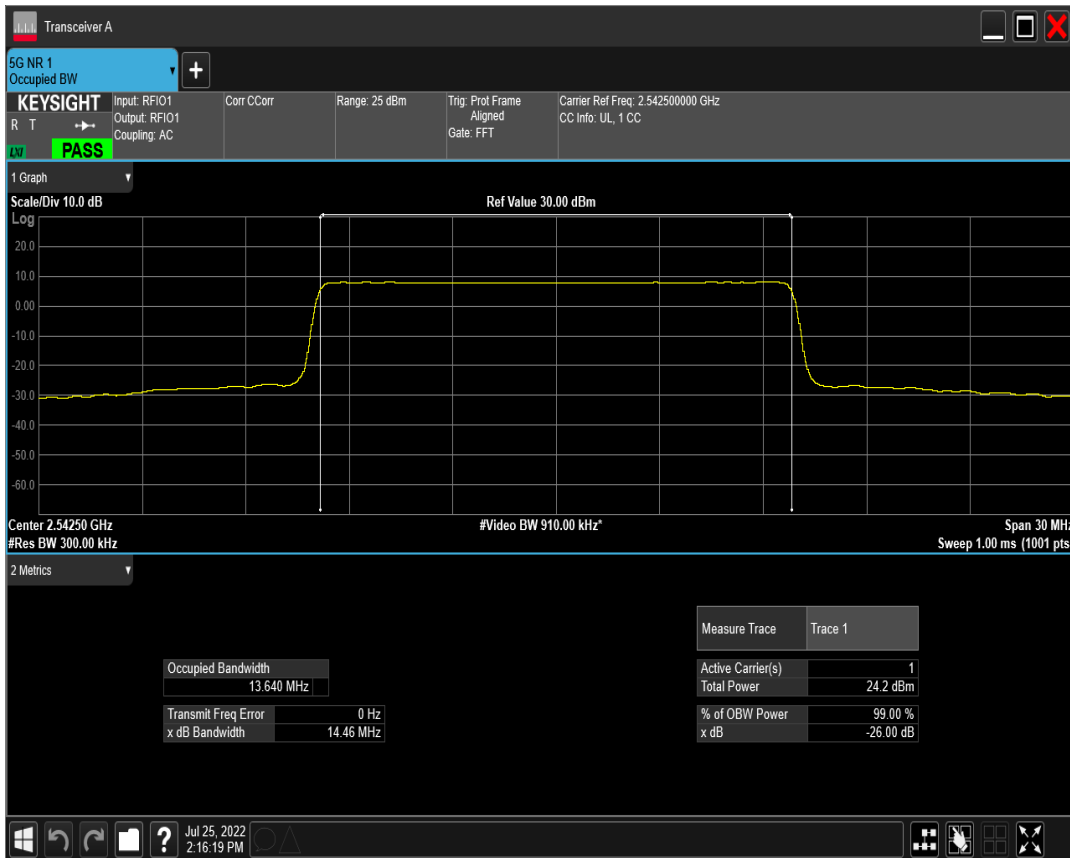 Transceiver A
5G NR 1
Occupied BW
KEYSIGHT
R T
LXI
PASS
Input: RFIO1
Output: RFIO1
Coupling: AC
Corr CCorr
Range: 25 dBm
Trig: Prot Frame
Aligned
Gate: FFT
Carrier Ref Freq: 2.542500000 GHz
CC Info: UL, 1 CC
1 Graph
Scale/Div 10.0 dB
Ref Value 30.00 dBm
Log
20.0
10.0
0.00
-10.0
-20.0
-30.0
-40.0
-50.0
-60.0
Center 2.54250 GHz
#Video BW 910.00 kHz*
Span 30 MHz
#Res BW 300.00 kHz
Sweep 1.00 ms (1001 pts
2 Metrics
Measure Trace Trace 1
Occupied Bandwidth
13.640 MHz
Active Carrier(s) 1
Total Power 24.2 dBm
Transmit Freq Error 0 Hz
x dB Bandwidth 14.46 MHz
% of OBW Power 99.00 %
x dB -26.00 dB
?
Jul 25, 2022
2:16:19 PM